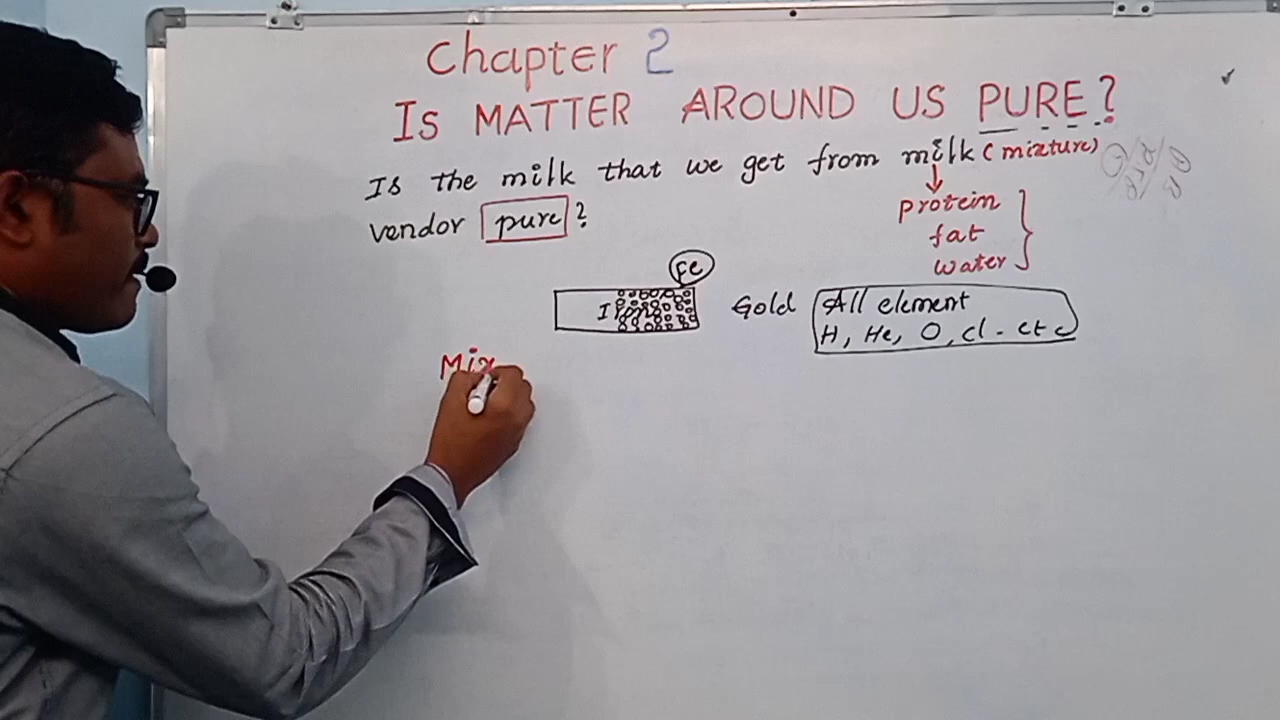 Chapter 2
Is MATTER AROUND US PURE?
Is the milk that we get from milk (mixture)
vendor pure?
protein
fat
water
Fe
Gold
All element
H, He, O, Cl - etc
Mix